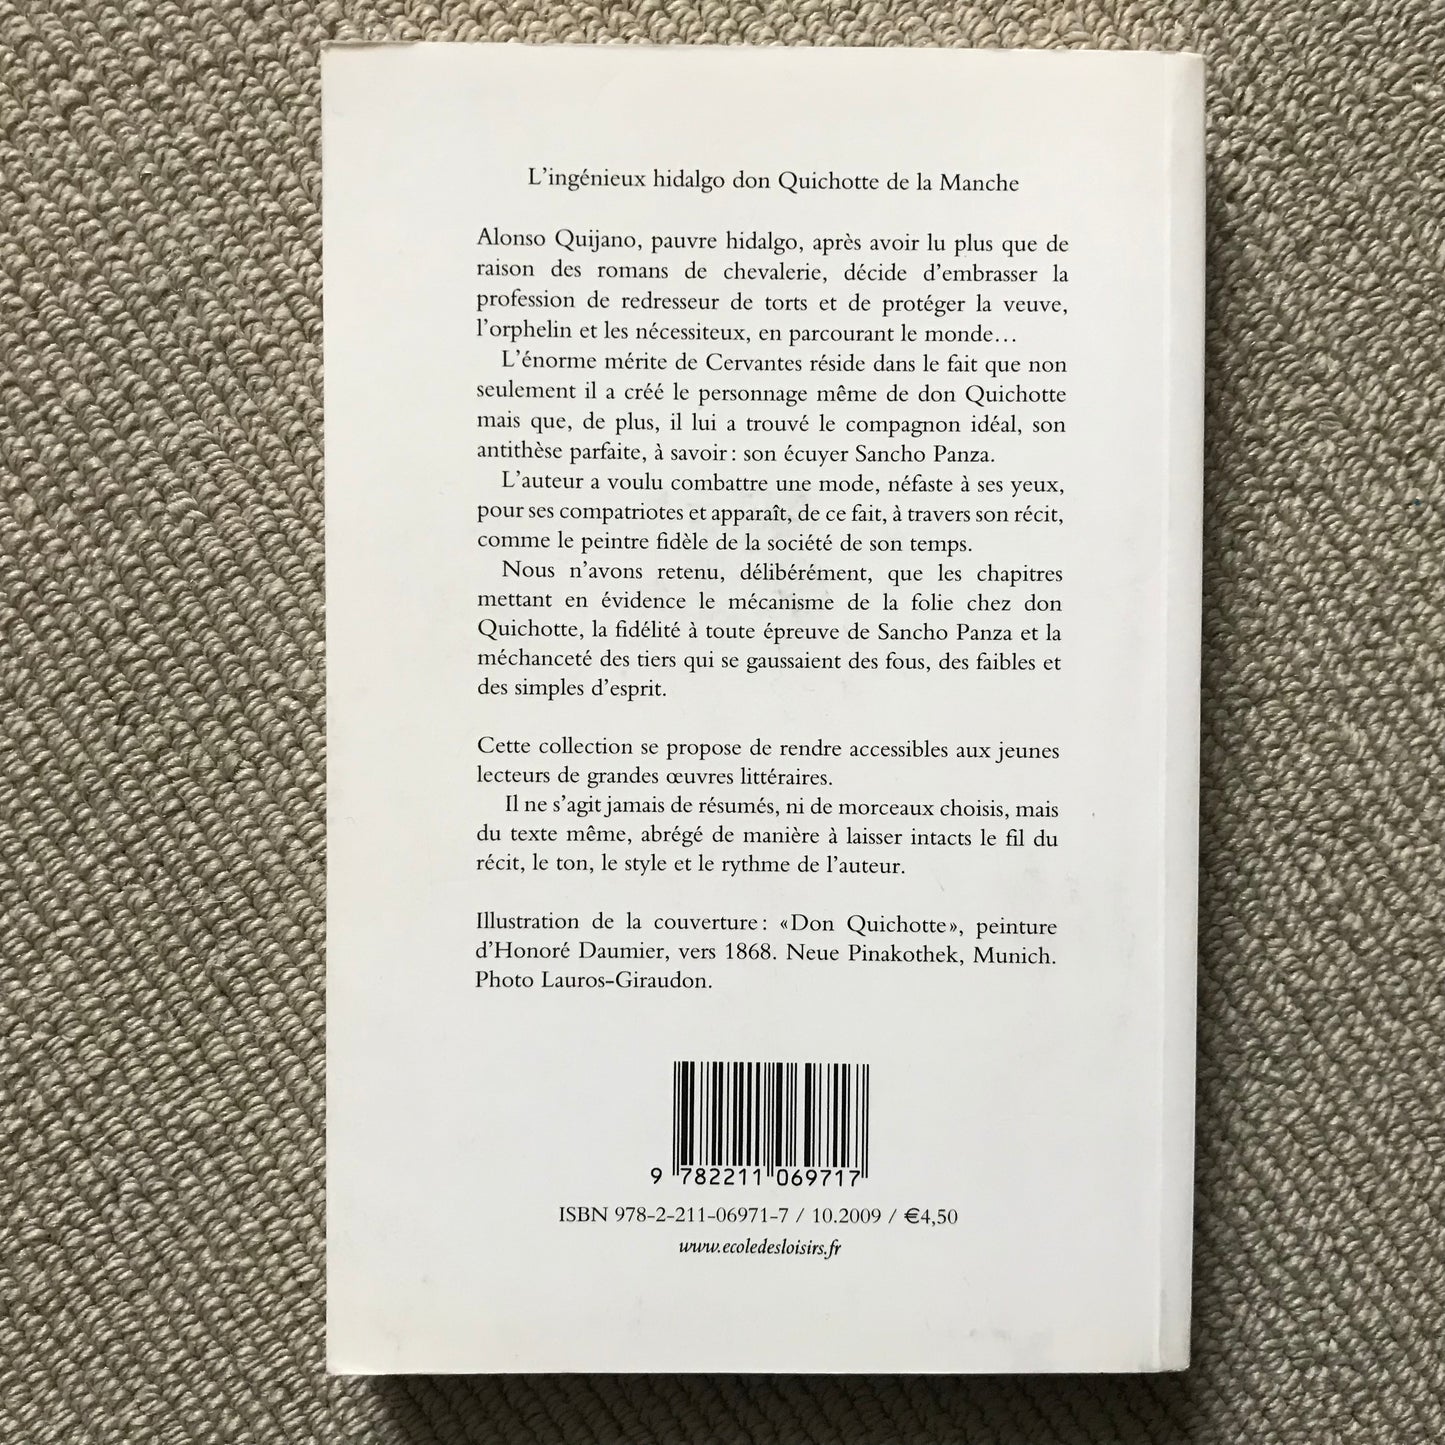 L'ingénieux hidalgo don Quichotte de la Manche
Alonso Quijano, pauvre hidalgo, après avoir lu plus que de
raison des romans de chevalerie, décide d'embrasser la
profession de redresseur de torts et de protéger la veuve,
l'orphelin et les nécessiteux, en parcourant le monde…
L'énorme mérite de Cervantes réside dans le fait que non
seulement il a créé le personnage même de don Quichotte
mais que, de plus, il lui a trouvé le compagnon idéal, son
antithèse parfaite, à savoir : son écuyer Sancho Panza.
L'auteur a voulu combattre une mode, néfaste à ses yeux,
pour ses compatriotes et apparaît, de ce fait, à travers son récit,
comme le peintre fidèle de la société de son temps.
Nous n'avons retenu, délibérément, que les chapitres
mettant en évidence le mécanisme de la folie chez don
Quichotte, la fidélité à toute épreuve de Sancho Panza et la
méchanceté des tiers qui se gaussaient des fous, des faibles et
des simples d'esprit.
Cette collection se propose de rendre accessibles aux jeunes
lecteurs de grandes œuvres littéraires.
Il ne s'agit jamais de résumés, ni de morceaux choisis, mais
du texte même, abrégé de manière à laisser intacts le fil du
récit, le ton, le style et le rythme de l'auteur.
Illustration de la couverture : «Don Quichotte», peinture
d'Honoré Daumier, vers 1868. Neue Pinakothek, Munich.
Photo Lauros-Giraudon.
9 782211 069717
ISBN 978-2-211-06971-7 / 10.2009 / €4,50
www.ecoledesloisirs.fr